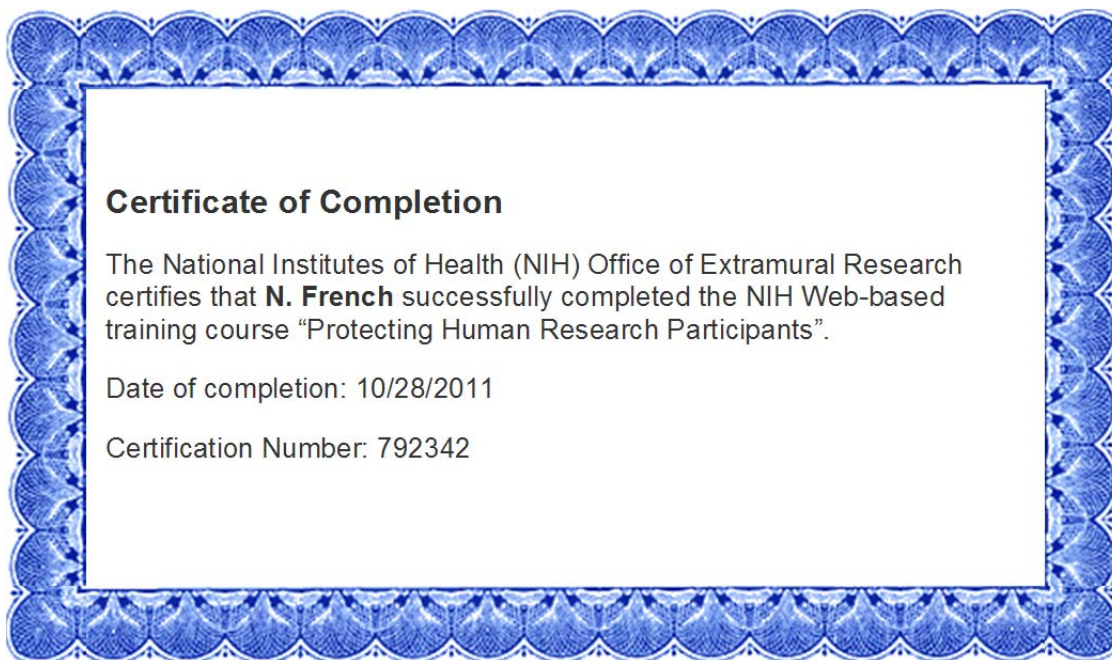 Certificate of Completion
The National Institutes of Health (NIH) Office of Extramural Research
certifies that N. French successfully completed the NIH Web-based
training course “Protecting Human Research Participants”.
Date of completion: 10/28/2011
Certification Number: 792342